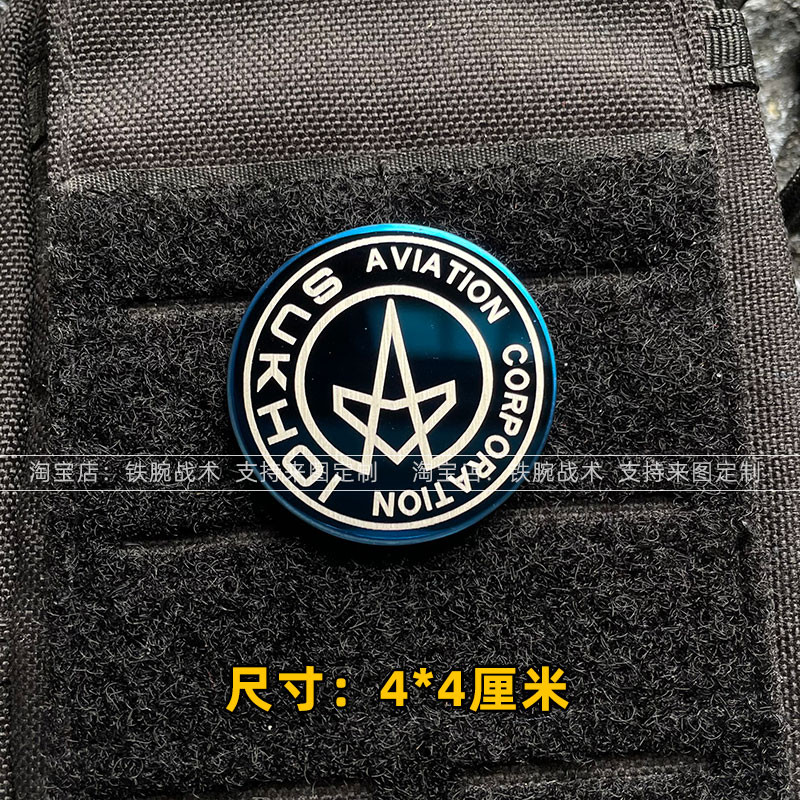 SUKHOI
AVIATION CORPORATION
淘宝店：铁腕战术 支持来图定制 淘宝店：铁腕战术 支持来图定制
尺寸：4*4厘米